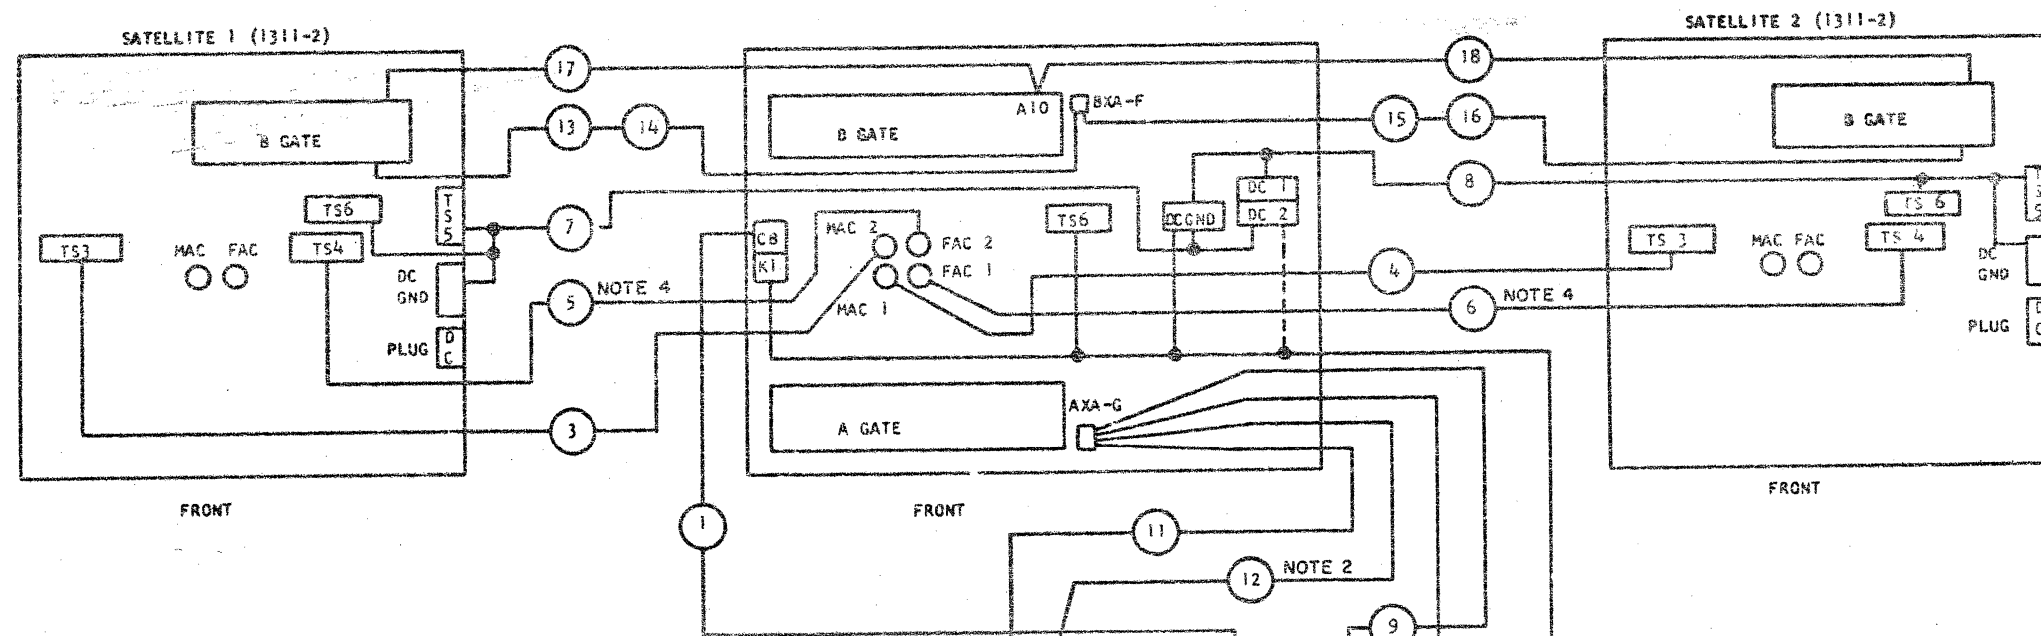 SATELLITE 1 (1311-2)
SATELLITE 2 (1311-2)
17
18
A10
BXA-F
13
14
15
16
B GATE
B GATE
B GATE
TS6
TS5
7
TS3
MAC FAC
TS4
DC
GND
PLUG
DC
5
NOTE 4
3
CB
K1
MAC 2
FAC 2
FAC 1
MAC 1
TS6
DC GND
DC 1
DC 2
8
4
6
NOTE 4
TS 3
MAC FAC
TS 6
TS 4
DC
GND
PLUG
A GATE
AXA-G
FRONT
FRONT
FRONT
1
11
12
NOTE 2
9